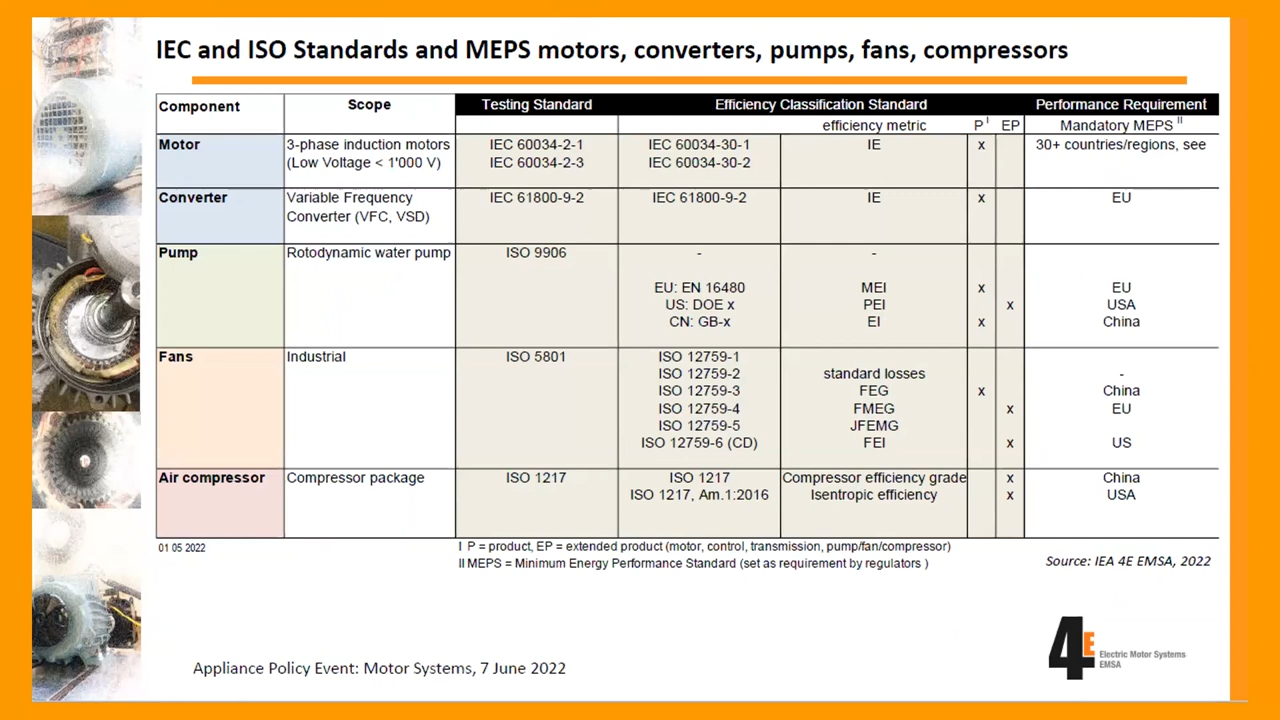 IEC and ISO Standards and MEPS motors, converters, pumps, fans, compressors
Component Scope Testing Standard Efficiency Classification Standard Performance Requirement
efficiency metric P I EP Mandatory MEPS II
Motor 3-phase induction motors IEC 60034-2-1 IEC 60034-30-1 IE x 30+ countries/regions, see
(Low Voltage < 1'000 V) IEC 60034-2-3 IEC 60034-30-2
Converter Variable Frequency IEC 61800-9-2 IEC 61800-9-2 IE x EU
Converter (VFC, VSD)
Pump Rotodynamic water pump ISO 9906 - -
EU: EN 16480 MEI x EU
US: DOE x PEI x USA
CN: GB-x EI x China
Fans Industrial ISO 5801 ISO 12759-1
ISO 12759-2 standard losses -
ISO 12759-3 FEG x China
ISO 12759-4 FMEG x EU
ISO 12759-5 JFEMG
ISO 12759-6 (CD) FEI x US
Air compressor Compressor package ISO 1217 ISO 1217 Compressor efficiency grade x China
ISO 1217, Am.1:2016 Isentropic efficiency x USA
01 05 2022 I P = product, EP = extended product (motor, control, transmission, pump/fan/compressor)
II MEPS = Minimum Energy Performance Standard (set as requirement by regulators )
Source: IEA 4E EMSA, 2022
4E Electric Motor Systems
EMSA
Appliance Policy Event: Motor Systems, 7 June 2022